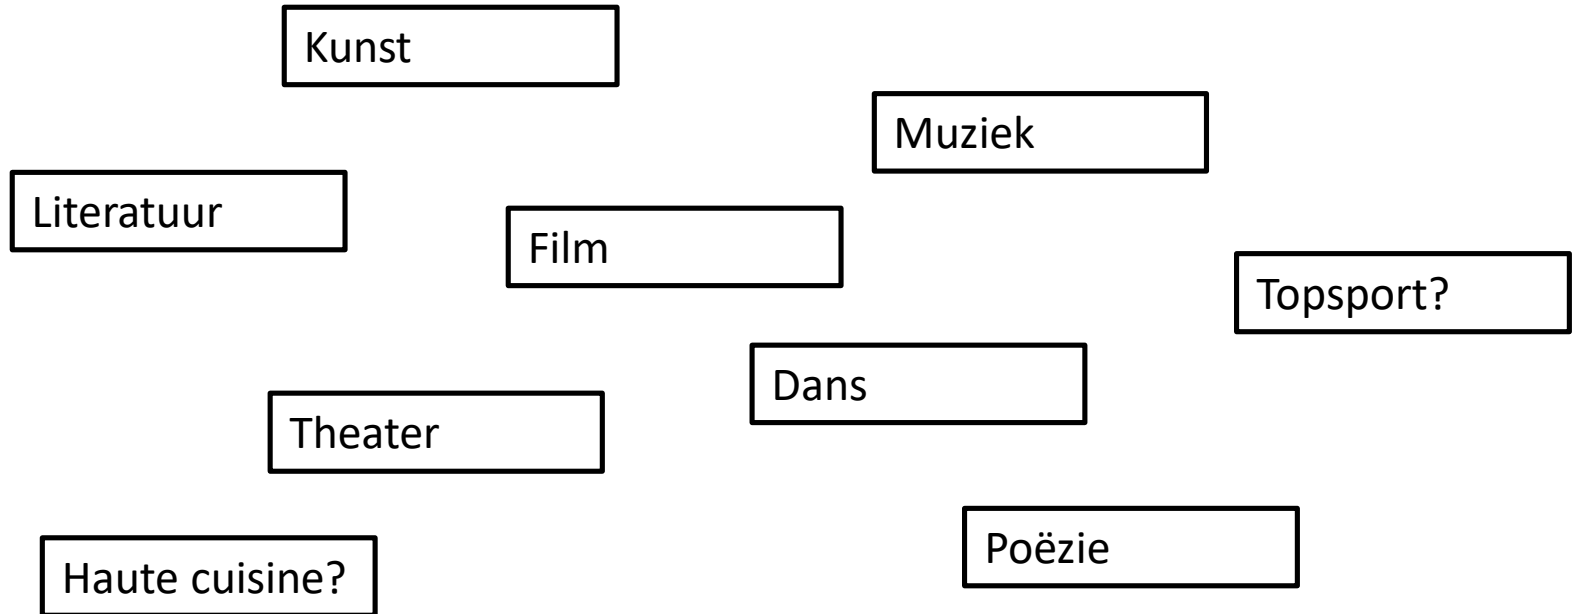 Kunst
Muziek
Literatuur
Film
Topsport?
Dans
Theater
Poëzie
Haute cuisine?